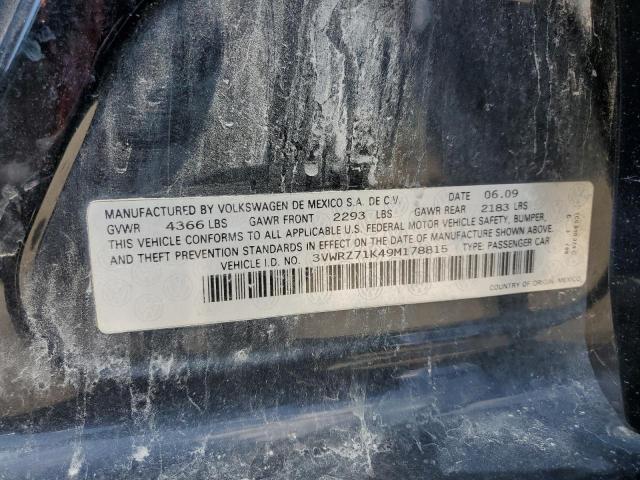 MANUFACTURED BY VOLKSWAGEN DE MEXICO S.A. DE C.V. DATE 06.09
GVWR 4366 LBS GAWR FRONT 2293 LBS GAWR REAR 2183 LBS
THIS VEHICLE CONFORMS TO ALL APPLICABLE U.S. FEDERAL MOTOR VEHICLE SAFETY, BUMPER,
AND THEFT PREVENTION STANDARDS IN EFFECT ON THE DATE OF MANUFACTURE SHOWN ABOVE.
VEHICLE I.D. NO. 3VWRZ71K49M178815 TYPE: PASSENGER CAR
COUNTRY OF ORIGIN: MEXICO